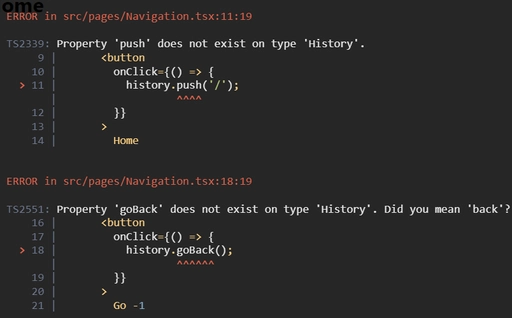 ome
ERROR in src/pages/Navigation.tsx:11:19
TS2339: Property 'push' does not exist on type 'History'.
9 | <button
10 | onClick={() => {
> 11 | history.push('/');
| ^^^^
12 | }}
13 | >
14 | Home
ERROR in src/pages/Navigation.tsx:18:19
TS2551: Property 'goBack' does not exist on type 'History'. Did you mean 'back'?
16 | <button
17 | onClick={() => {
> 18 | history.goBack();
| ^^^^^^
19 | }}
20 | >
21 | Go -1